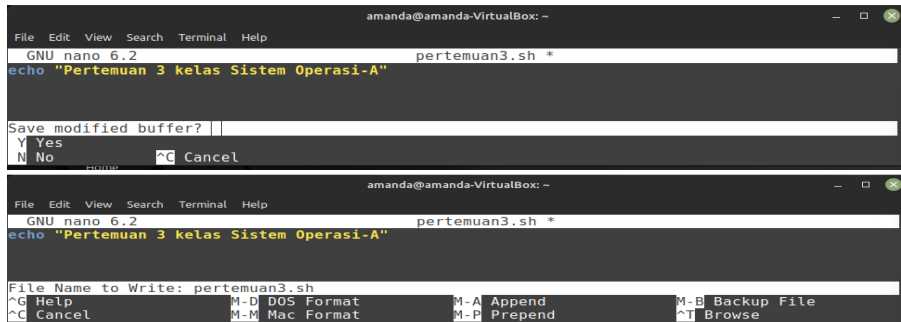 amanda@amanda-VirtualBox: ~
File Edit View Search Terminal Help
GNU nano 6.2 pertemuan3.sh *
echo "Pertemuan 3 kelas Sistem Operasi-A"
Save modified buffer?
Y Yes
N No ^C Cancel
Home
amanda@amanda-VirtualBox: ~
File Edit View Search Terminal Help
GNU nano 6.2 pertemuan3.sh *
echo "Pertemuan 3 kelas Sistem Operasi-A"
File Name to Write: pertemuan3.sh
^G Help M-D DOS Format M-A Append M-B Backup File
^C Cancel M-M Mac Format M-P Prepend ^T Browse